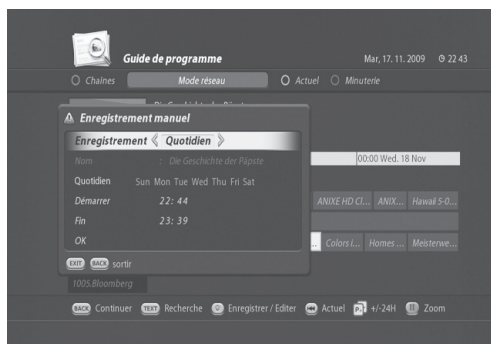 Guide de programme
Mar, 17. 11. 2009 22 43
Chaînes Mode réseau Actuel Minuterie
Enregistrement manuel
Enregistrement Quotidien
Nom : Die Geschichte der Päpste
00:00 Wed. 18 Nov
Quotidien Sun Mon Tue Wed Thu Fri Sat
Démarrer 22: 44
ANIXE HD Cl... ANIX... Hawaii 5-0...
Fin 23: 39
OK
... Colors i... Homes ... Meisterwe...
EXIT BACK sortir
1005.Bloomberg
BACK Continuer TEXT Recherche Enregistrer / Editer Actuel +/-24H Zoom